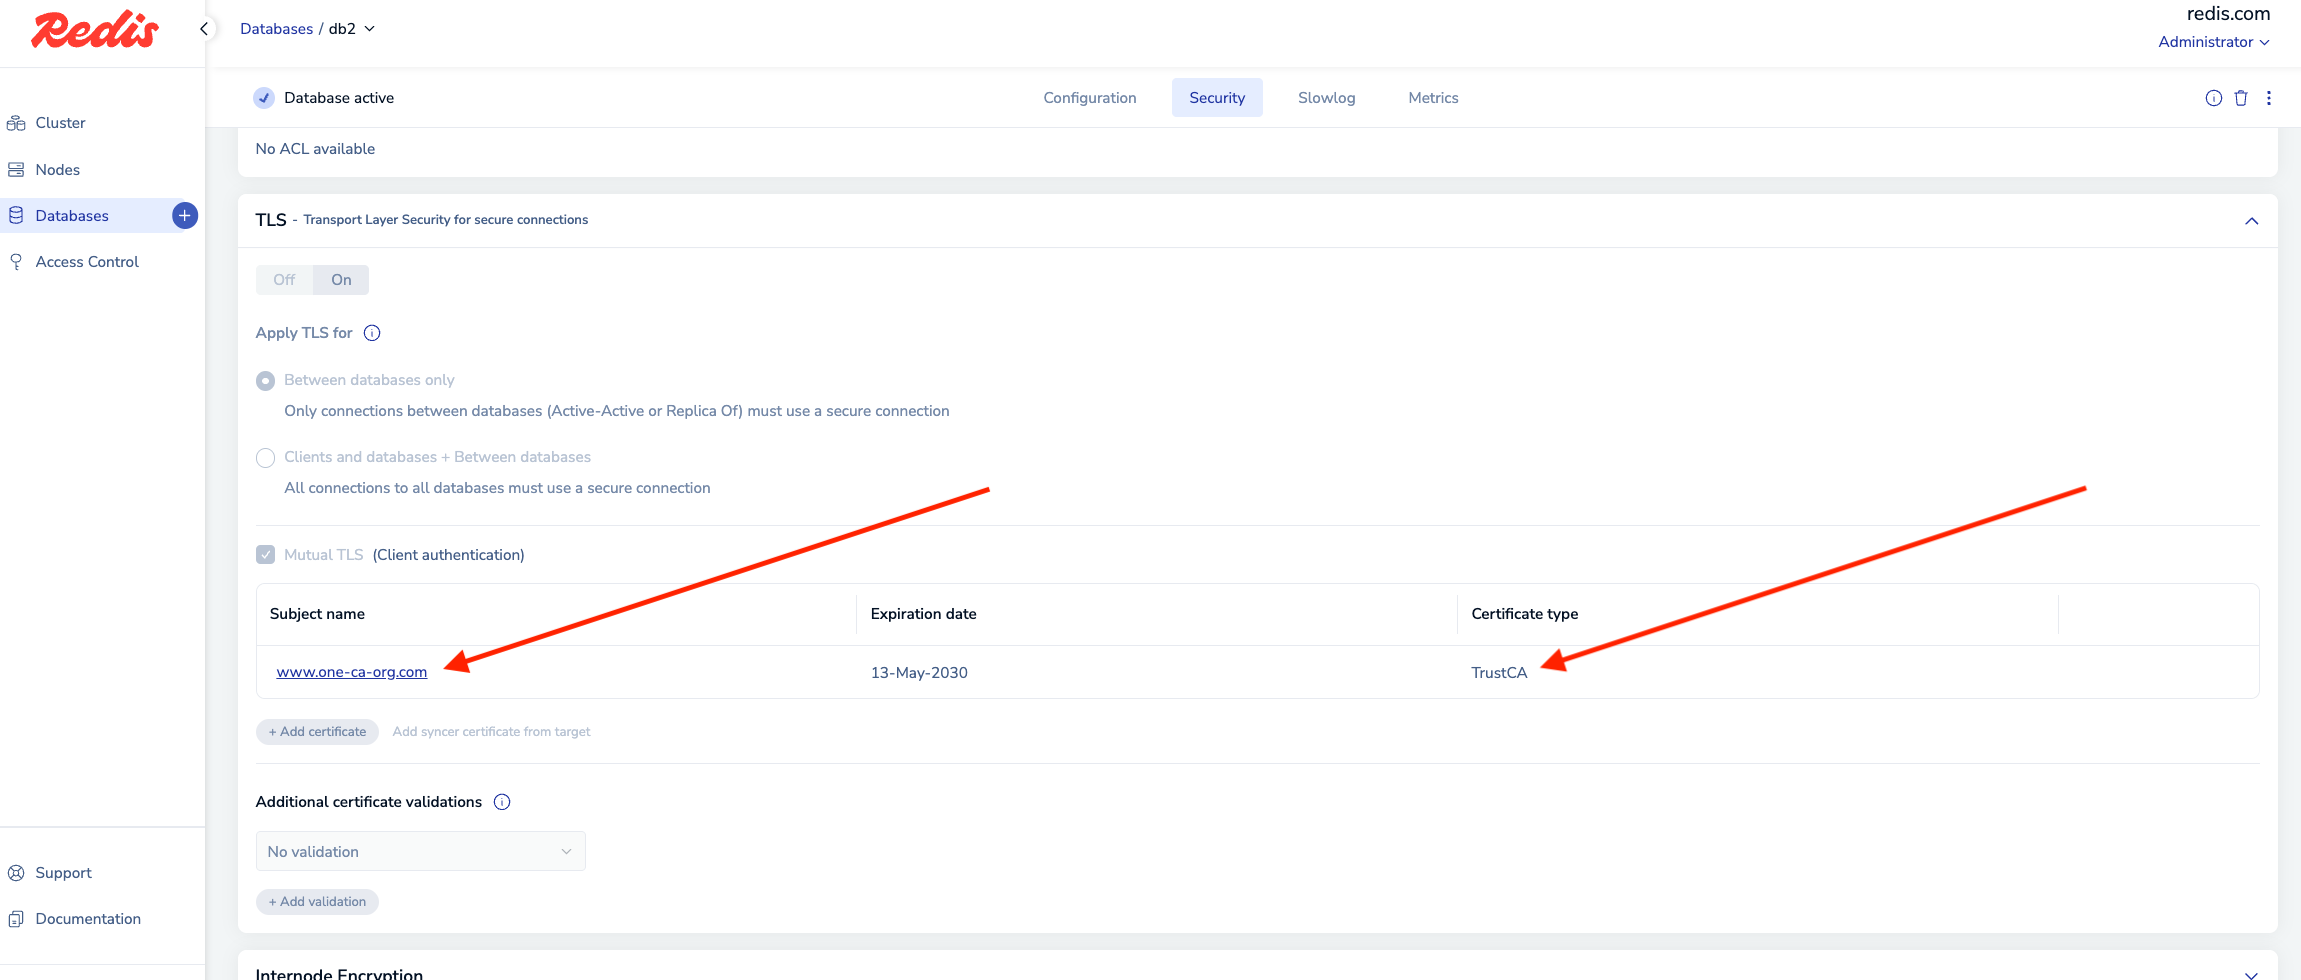 Redis
Databases / db2
redis.com
Administrator
Database active
Configuration
Security
Slowlog
Metrics
Cluster
Nodes
Databases
Access Control
No ACL available
TLS - Transport Layer Security for secure connections
Off On
Apply TLS for
Between databases only
Only connections between databases (Active-Active or Replica Of) must use a secure connection
Clients and databases + Between databases
All connections to all databases must use a secure connection
Mutual TLS (Client authentication)
Subject name Expiration date Certificate type
www.one-ca-org.com 13-May-2030 TrustCA
+ Add certificate Add syncer certificate from target
Additional certificate validations
No validation
+ Add validation
Support
Documentation
Internode Encryption